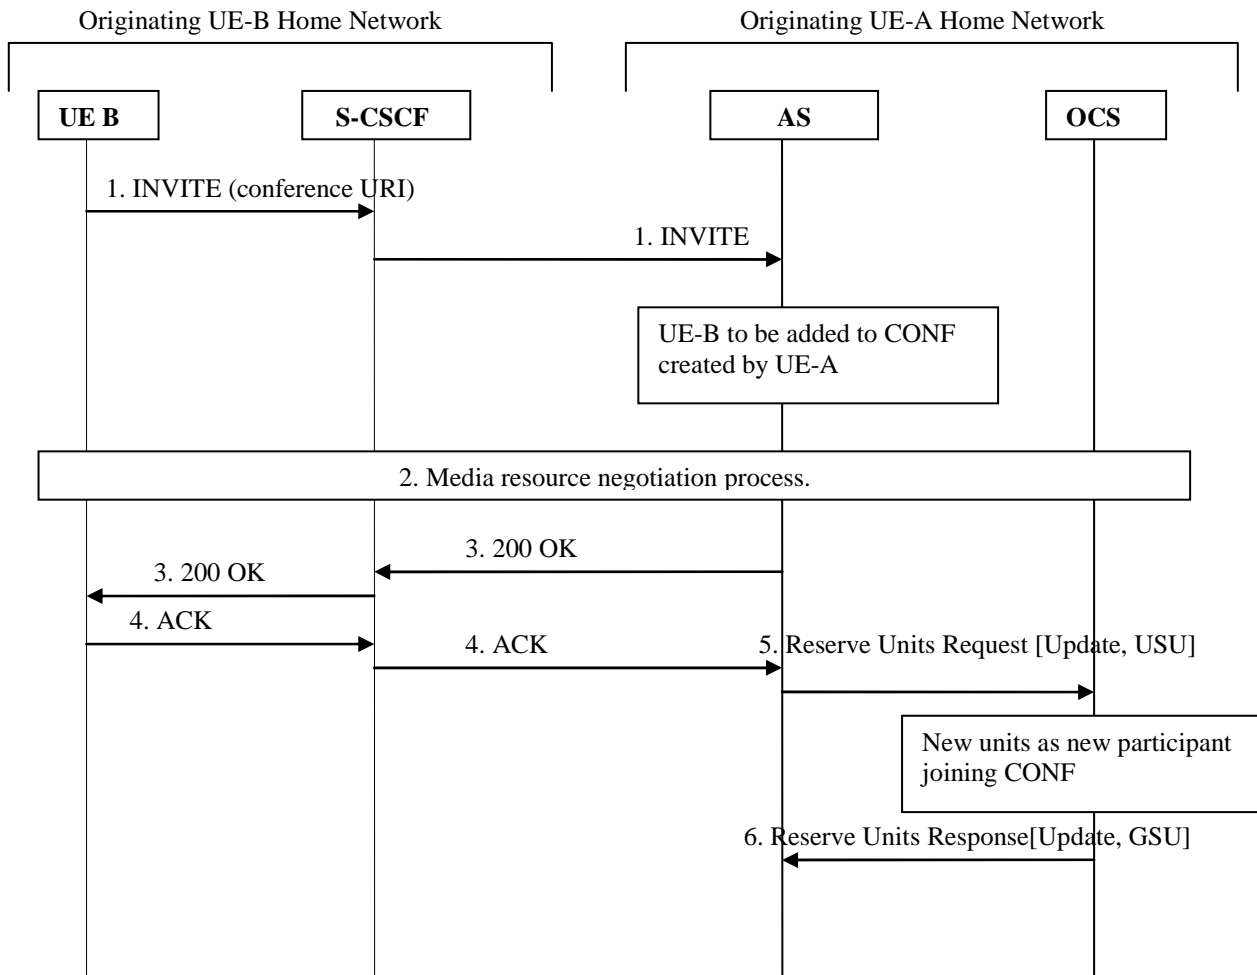 Originating UE-B Home Network
Originating UE-A Home Network
UE B
S-CSCF
AS
OCS
1. INVITE (conference URI)
1. INVITE
UE-B to be added to CONF
created by UE-A
2. Media resource negotiation process.
3. 200 OK
3. 200 OK
4. ACK
4. ACK
5. Reserve Units Request [Update, USU]
New units as new participant
joining CONF
6. Reserve Units Response[Update, GSU]